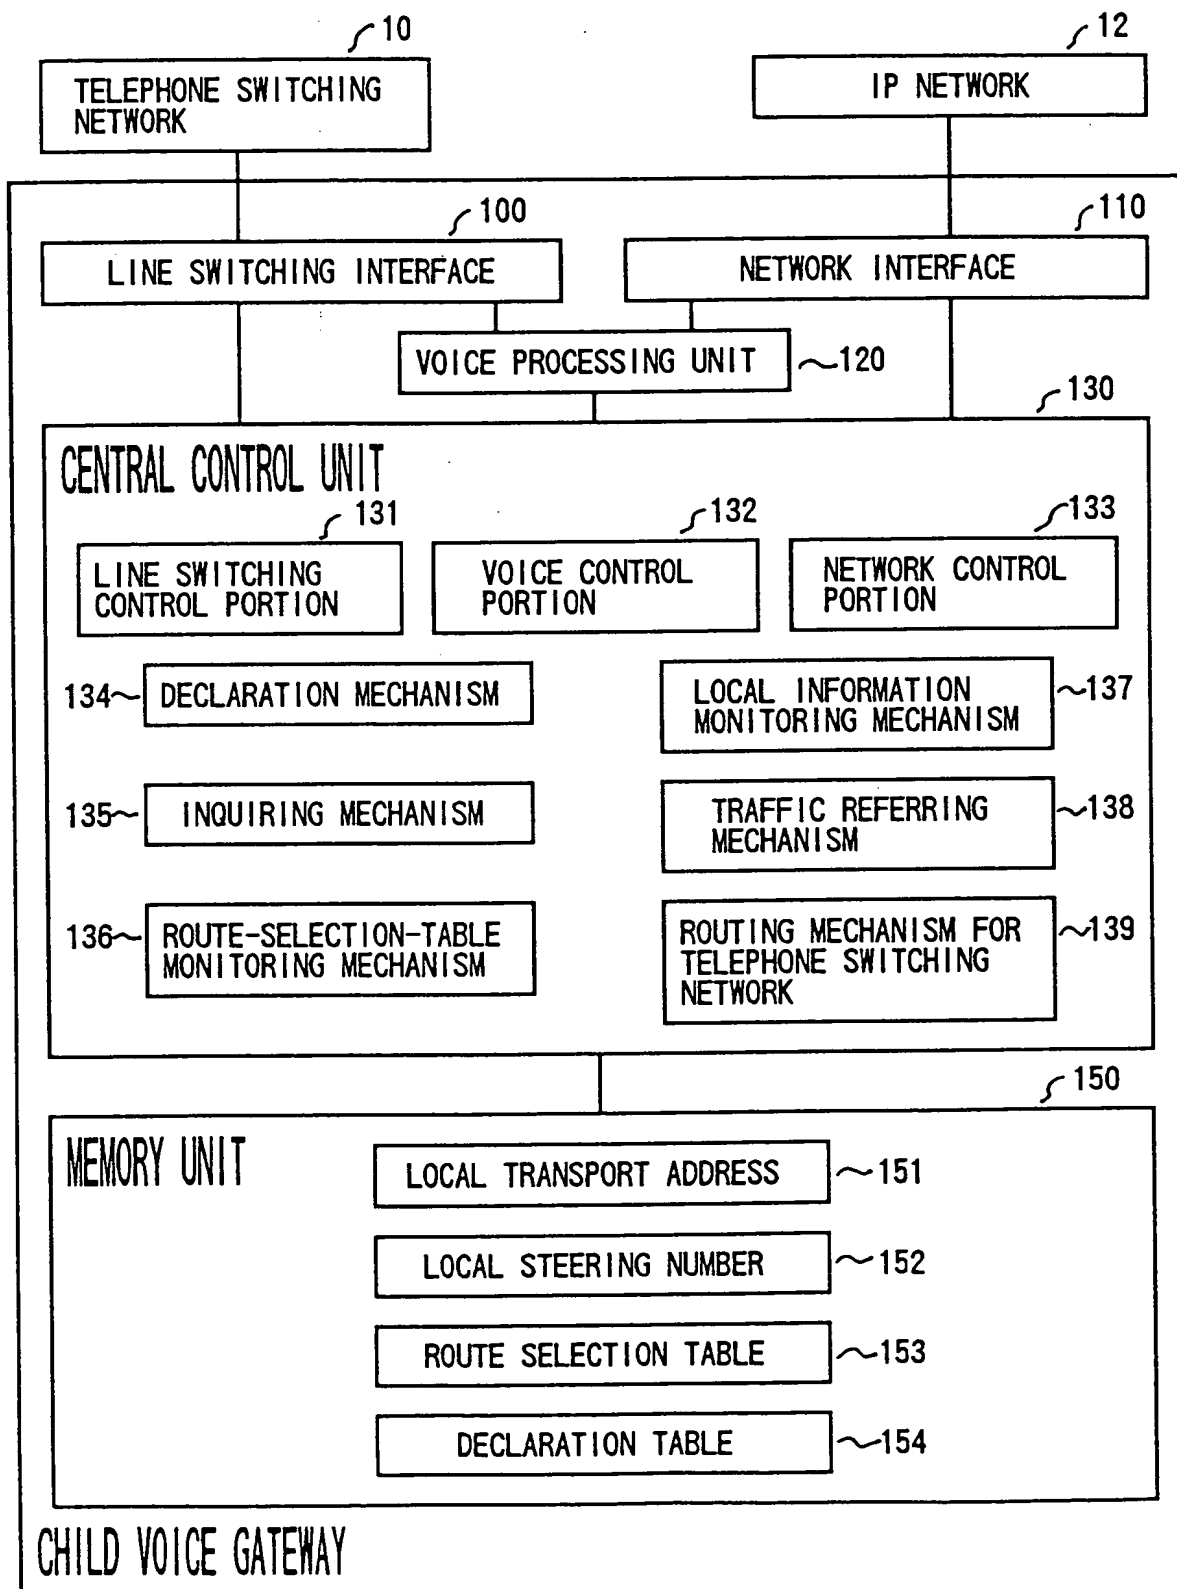 10
12
TELEPHONE SWITCHING
NETWORK
IP NETWORK
100
110
LINE SWITCHING INTERFACE
NETWORK INTERFACE
VOICE PROCESSING UNIT
120
130
CENTRAL CONTROL UNIT
131
132
133
LINE SWITCHING
CONTROL PORTION
VOICE CONTROL
PORTION
NETWORK CONTROL
PORTION
134
DECLARATION MECHANISM
LOCAL INFORMATION
MONITORING MECHANISM
137
135
INQUIRING MECHANISM
TRAFFIC REFERRING
MECHANISM
138
136
ROUTE-SELECTION-TABLE
MONITORING MECHANISM
ROUTING MECHANISM FOR
TELEPHONE SWITCHING
NETWORK
139
150
MEMORY UNIT
LOCAL TRANSPORT ADDRESS
151
LOCAL STEERING NUMBER
152
ROUTE SELECTION TABLE
153
DECLARATION TABLE
154
CHILD VOICE GATEWAY